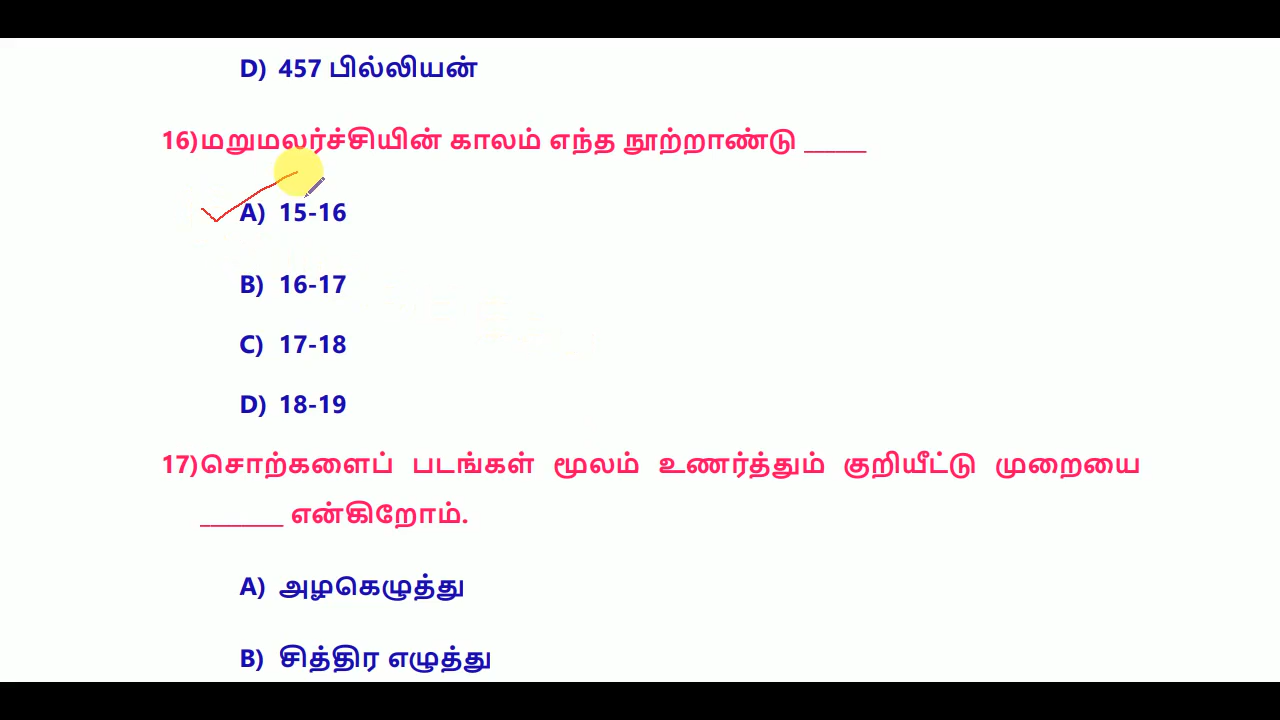 D) 457 பில்லியன்
16)மறுமலர்ச்சியின் காலம் எந்த நூற்றாண்டு _____
A) 15-16
B) 16-17
C) 17-18
D) 18-19
17)சொற்களைப் படங்கள் மூலம் உணர்த்தும் குறியீட்டு முறையை
_______ என்கிறோம்.
A) அழகெழுத்து
B) சித்திர எழுத்து